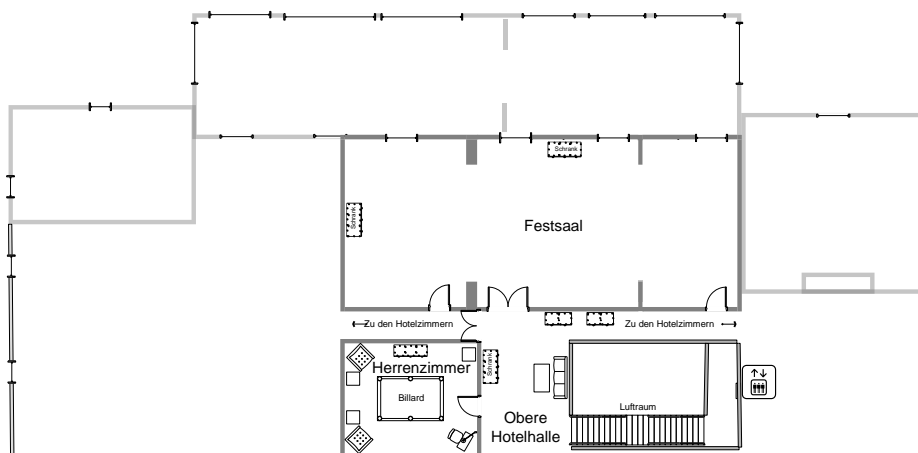 Schrank
Schrank
Festsaal
Zu den Hotelzimmern
Zu den Hotelzimmern
Herrenzimmer
Schrank
Billard
Obere
Hotelhalle
Luftraum